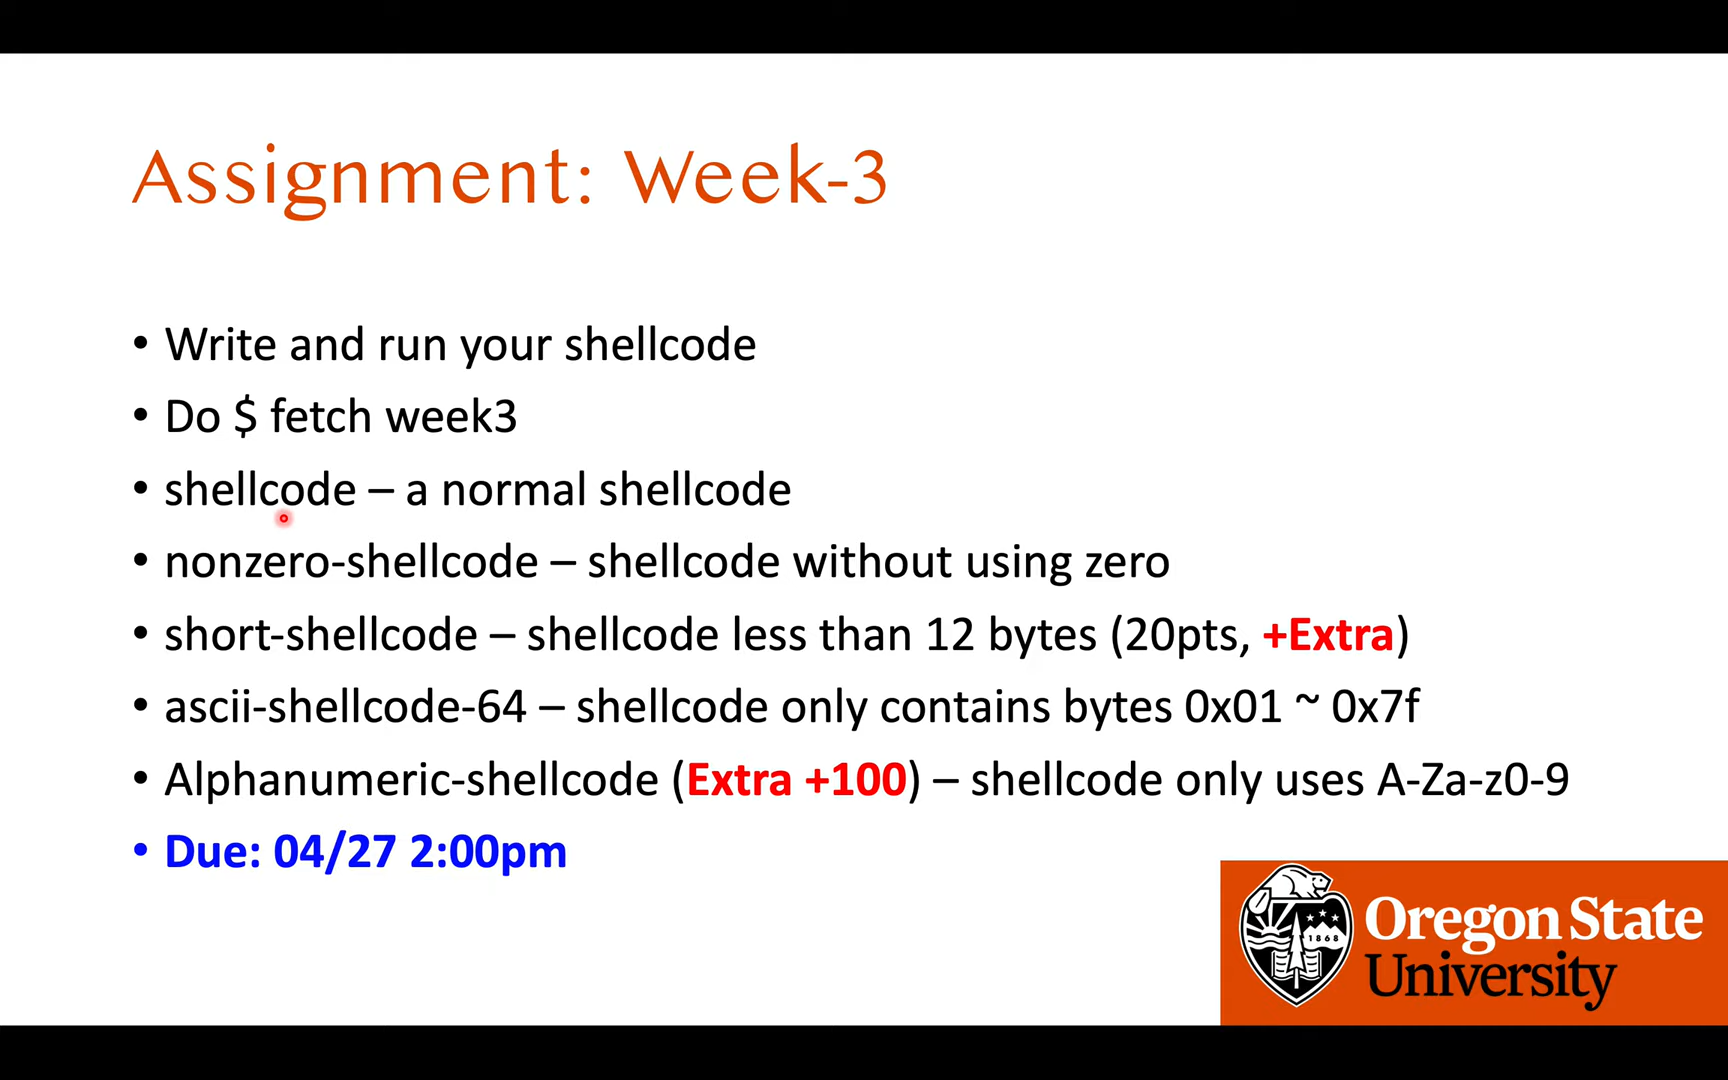 Assignment: Week-3
• Write and run your shellcode
• Do $ fetch week3
• shellcode – a normal shellcode
• nonzero-shellcode – shellcode without using zero
• short-shellcode – shellcode less than 12 bytes (20pts, +Extra)
• ascii-shellcode-64 – shellcode only contains bytes 0x01 ~ 0x7f
• Alphanumeric-shellcode (Extra +100) – shellcode only uses A-Za-z0-9
• Due: 04/27 2:00pm
1868
Oregon State
University